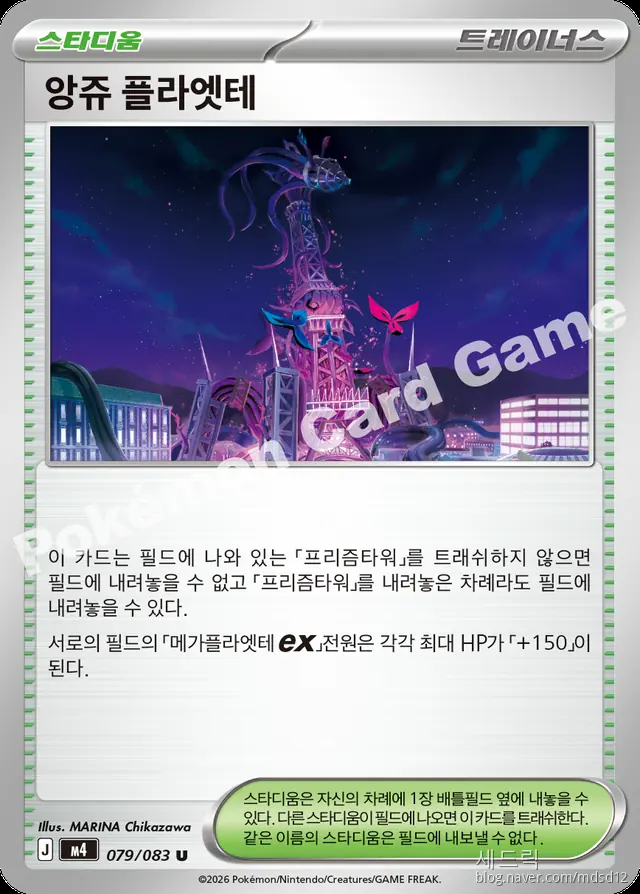 스타디움
트레이너스
앙쥬 플라엣테
Pokémon Card Game
이 카드는 필드에 나와 있는 「프리즘타워」를 트래쉬하지 않으면
필드에 내려놓을 수 없고 「프리즘타워」를 내려놓은 차례라도 필드에
내려놓을 수 있다.
서로의 필드의 「메가플라엣테 ex」전원은 각각 최대 HP가 「+150」이
된다.
스타디움은 자신의 차례에 1장 배틀필드 옆에 내놓을 수
있다. 다른 스타디움이 필드에 나오면 이 카드를 트래쉬한다.
같은 이름의 스타디움은 필드에 내보낼 수 없다.
Illus. MARINA Chikazawa
J M4 079/083 U
세드릭
blog.naver.com/mdsd12
©2026 Pokémon/Nintendo/Creatures/GAME FREAK.